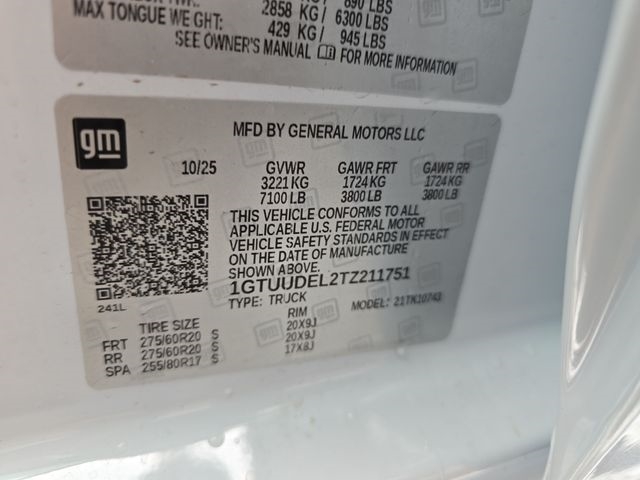 890 LBS
2858 KG/ 6300 LBS
MAX TONGUE WEIGHT: 429 KG/ 945 LBS
SEE OWNER'S MANUAL FOR MORE INFORMATION
gm
MFD BY GENERAL MOTORS LLC
10/25 GVWR GAWR FRT GAWR RR
3221 KG 1724 KG 1724 KG
7100 LB 3800 LB 3800 LB
THIS VEHICLE CONFORMS TO ALL
APPLICABLE U.S. FEDERAL MOTOR
VEHICLE SAFETY STANDARDS IN EFFECT
ON THE DATE OF MANUFACTURE
SHOWN ABOVE.
1GTUUDEL2TZ211751
241L TYPE: TRUCK MODEL: 21TK10743
TIRE SIZE RIM
FRT 275/60R20 S 20X9J
RR 275/60R20 S 20X9J
SPA 255/80R17 S 17X8J